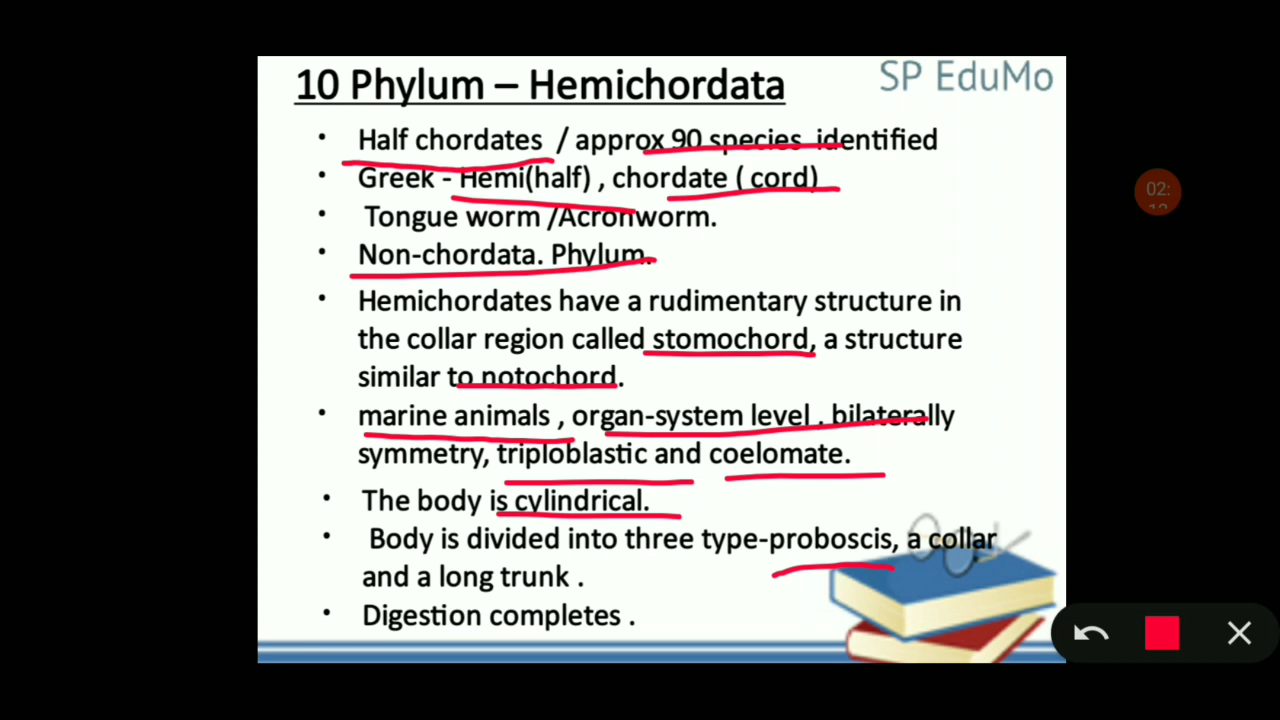 10 Phylum – Hemichordata
SP EduMo
• Half chordates / approx 90 species identified
• Greek - Hemi(half) , chordate ( cord)
• Tongue worm /Acronworm.
• Non-chordata. Phylum.
• Hemichordates have a rudimentary structure in
the collar region called stomochord, a structure
similar to notochord.
• marine animals , organ-system level , bilaterally
symmetry, triploblastic and coelomate.
• The body is cylindrical.
• Body is divided into three type-proboscis, a collar
and a long trunk .
• Digestion completes .
02: